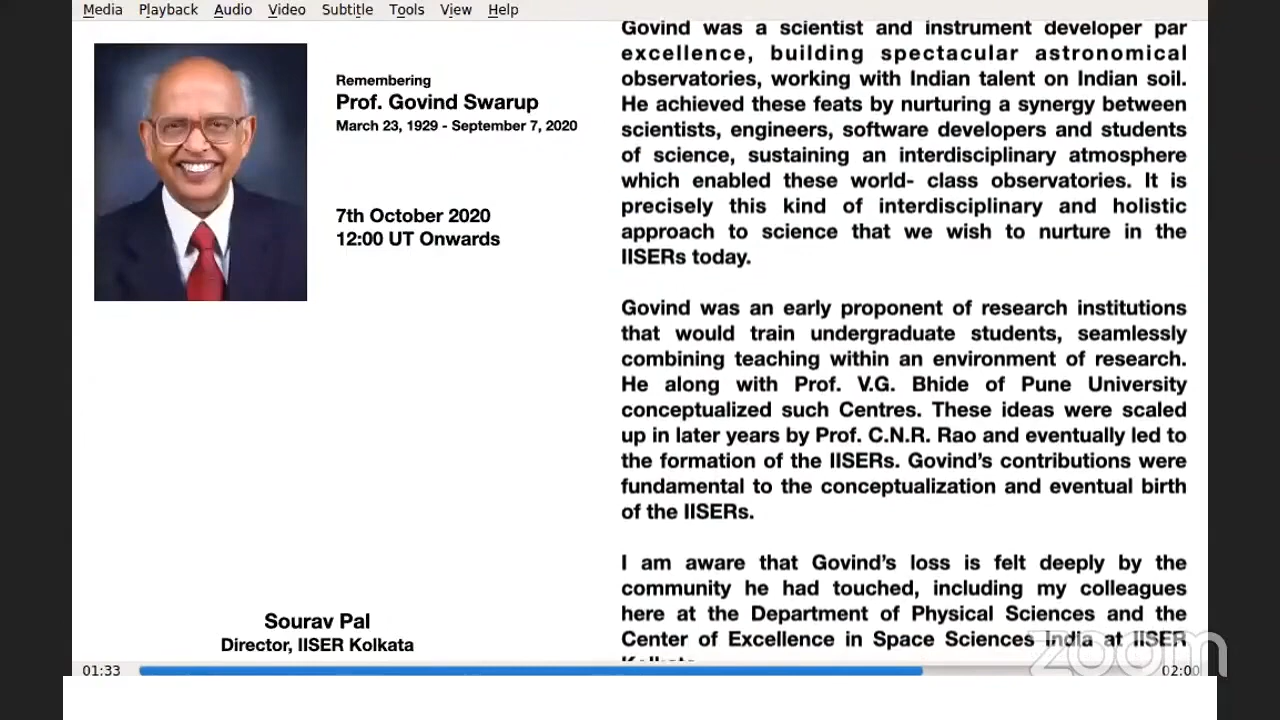 Media Playback Audio Video Subtitle Tools View Help
Remembering
Prof. Govind Swarup
March 23, 1929 - September 7, 2020
7th October 2020
12:00 UT Onwards
Sourav Pal
Director, IISER Kolkata
Govind was a scientist and instrument developer par
excellence, building spectacular astronomical
observatories, working with Indian talent on Indian soil.
He achieved these feats by nurturing a synergy between
scientists, engineers, software developers and students
of science, sustaining an interdisciplinary atmosphere
which enabled these world- class observatories. It is
precisely this kind of interdisciplinary and holistic
approach to science that we wish to nurture in the
IISERs today.
Govind was an early proponent of research institutions
that would train undergraduate students, seamlessly
combining teaching within an environment of research.
He along with Prof. V.G. Bhide of Pune University
conceptualized such Centres. These ideas were scaled
up in later years by Prof. C.N.R. Rao and eventually led to
the formation of the IISERs. Govind's contributions were
fundamental to the conceptualization and eventual birth
of the IISERs.
I am aware that Govind's loss is felt deeply by the
community he had touched, including my colleagues
here at the Department of Physical Sciences and the
Center of Excellence in Space Sciences India at IISER
zoom
01:33
02:00